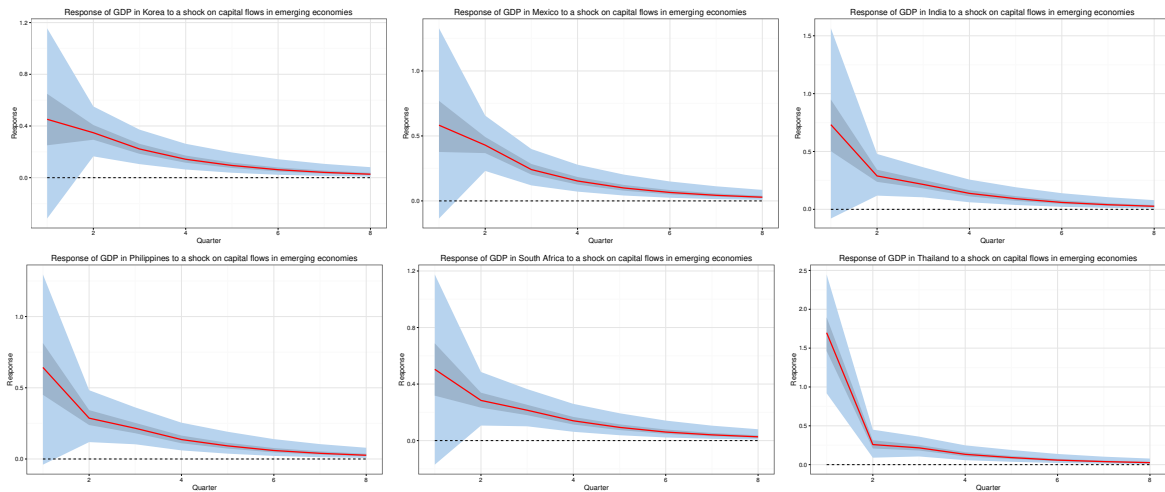 Response of GDP in Korea to a shock on capital flows in emerging economies
1.2
0.8
0.4
0.0
Response
2
4
6
8
Quarter
Response of GDP in Mexico to a shock on capital flows in emerging economies
1.0
0.5
0.0
Response
2
4
6
8
Quarter
Response of GDP in India to a shock on capital flows in emerging economies
1.5
1.0
0.5
0.0
Response
2
4
6
8
Quarter
Response of GDP in Philippines to a shock on capital flows in emerging economies
1.0
0.5
0.0
Response
2
4
6
8
Quarter
Response of GDP in South Africa to a shock on capital flows in emerging economies
1.2
0.8
0.4
0.0
Response
2
4
6
8
Quarter
Response of GDP in Thailand to a shock on capital flows in emerging economies
2.5
2.0
1.5
1.0
0.5
0.0
Response
2
4
6
8
Quarter